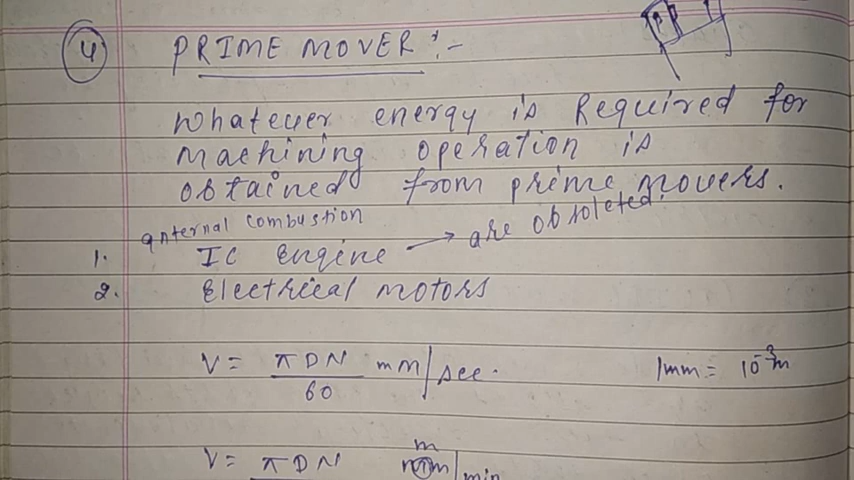 4 PRIME MOVER :-
Whatever energy is Required for
Machining operation is
obtained from prime movers.
internal combustion
1. IC Engine → are obsoleted.
2. Electrical motors
V = πDN/60 mm/sec. 1mm = 10⁻³m
V = πDN m/min